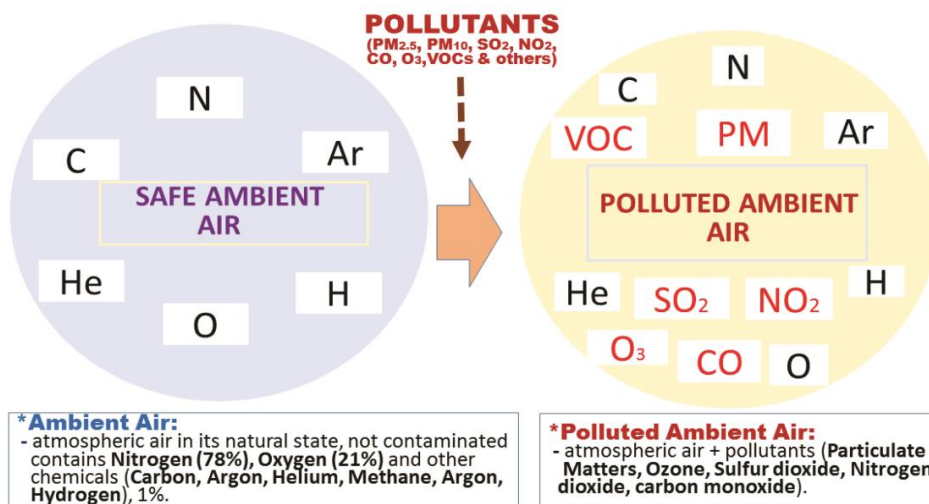 POLLUTANTS
(PM2.5, PM10, SO2, NO2,
CO, O3,VOCs & others)
N
C
Ar
SAFE AMBIENT
AIR
He
H
O
N
C
VOC
PM
Ar
POLLUTED AMBIENT
AIR
He
SO2
NO2
H
O3
CO
O
*Ambient Air:
- atmospheric air in its natural state, not contaminated
contains Nitrogen (78%), Oxygen (21%) and other
chemicals (Carbon, Argon, Helium, Methane, Argon,
Hydrogen), 1%.
*Polluted Ambient Air:
- atmospheric air + pollutants (Particulate
Matters, Ozone, Sulfur dioxide, Nitrogen
dioxide, carbon monoxide).